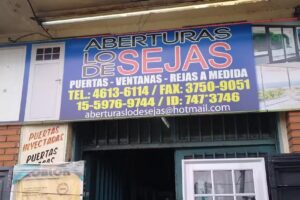 ABERTURAS
LO
DE SEJAS
PUERTAS - VENTANAS - REJAS A MEDIDA
TEL.: 4613-6114 / FAX: 3750-9051
15-5976-9744 / ID: 747*3746
aberturaslodesejas@hotmail.com
PUERTAS
INYECTADAS
PUERTAS